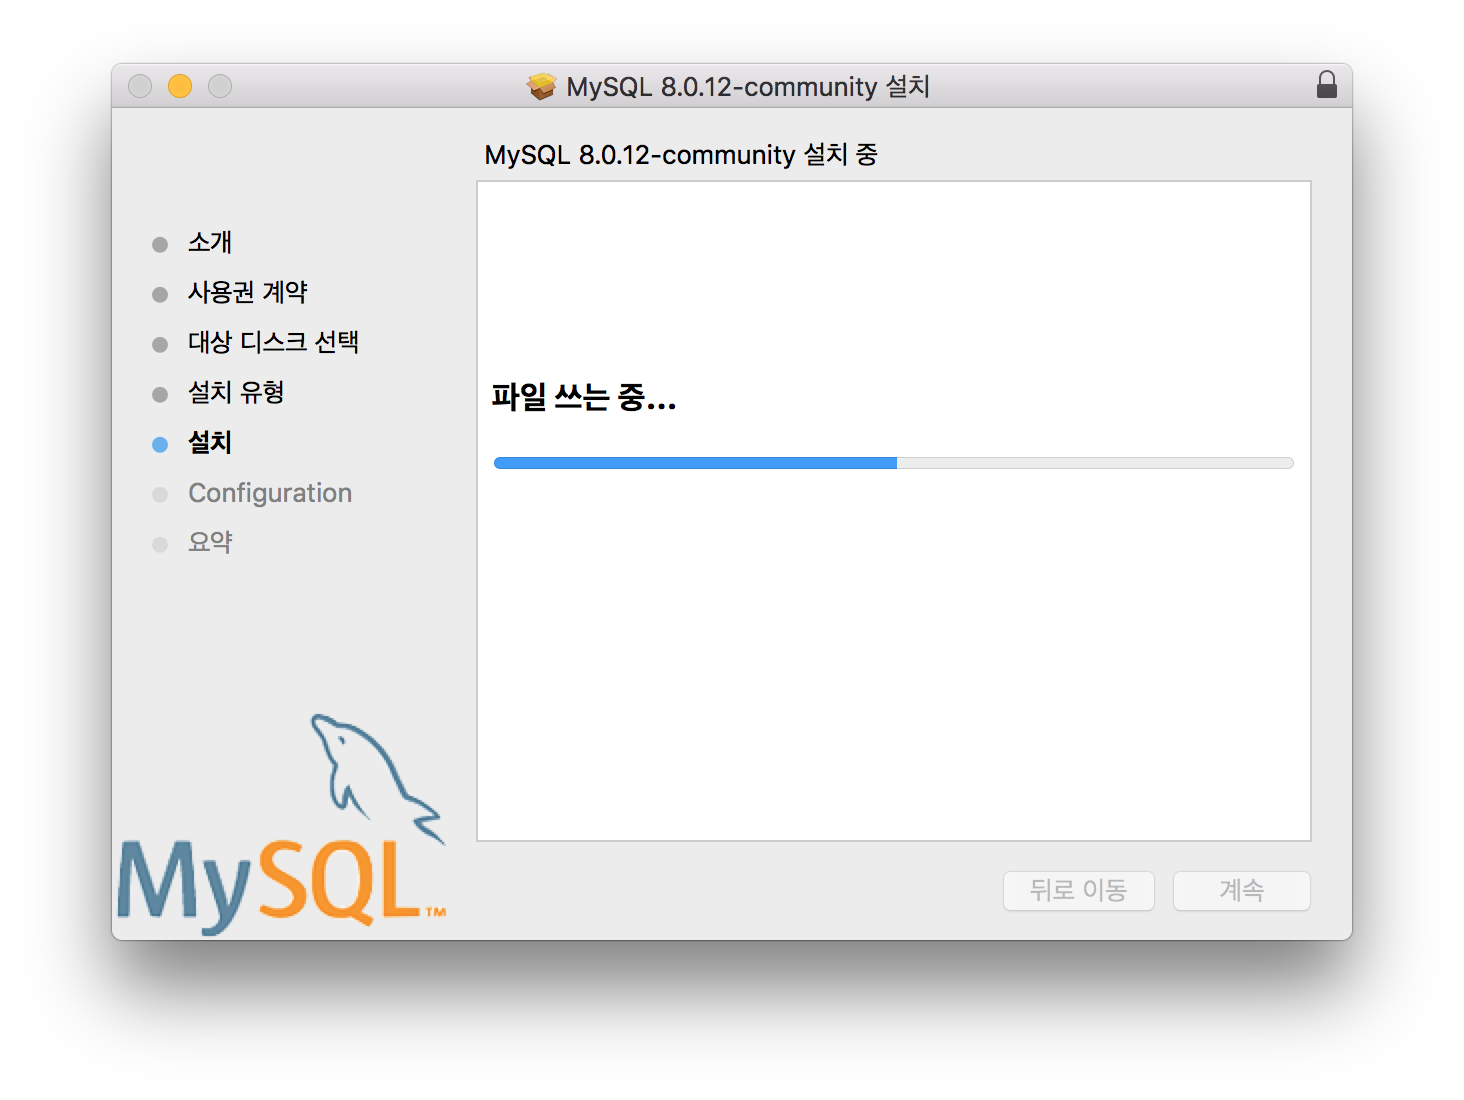 MySQL 8.0.12-community 설치
MySQL 8.0.12-community 설치 중
소개
사용권 계약
대상 디스크 선택
설치 유형
설치
Configuration
요약
파일 쓰는 중...
MySQL™
뒤로 이동
계속